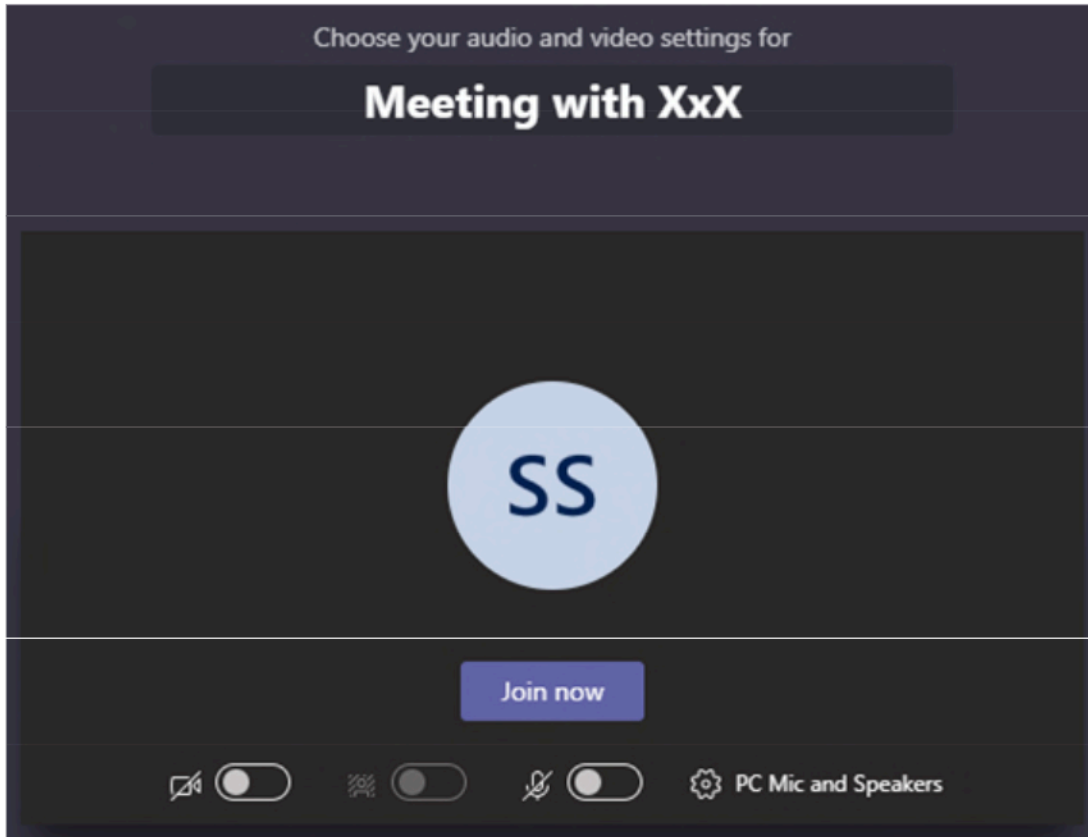 Choose your audio and video settings for
Meeting with XxX
SS
Join now
PC Mic and Speakers